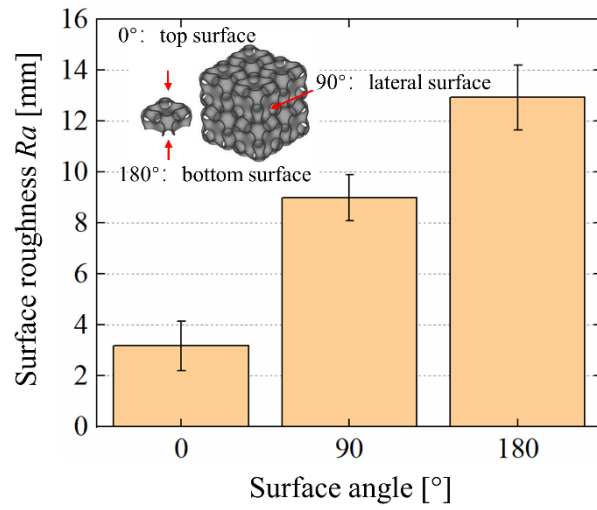 0°: top surface
90°: lateral surface
180°: bottom surface
Surface roughness Ra [mm]
16
14
12
10
8
6
4
2
0
0 90 180
Surface angle [°]